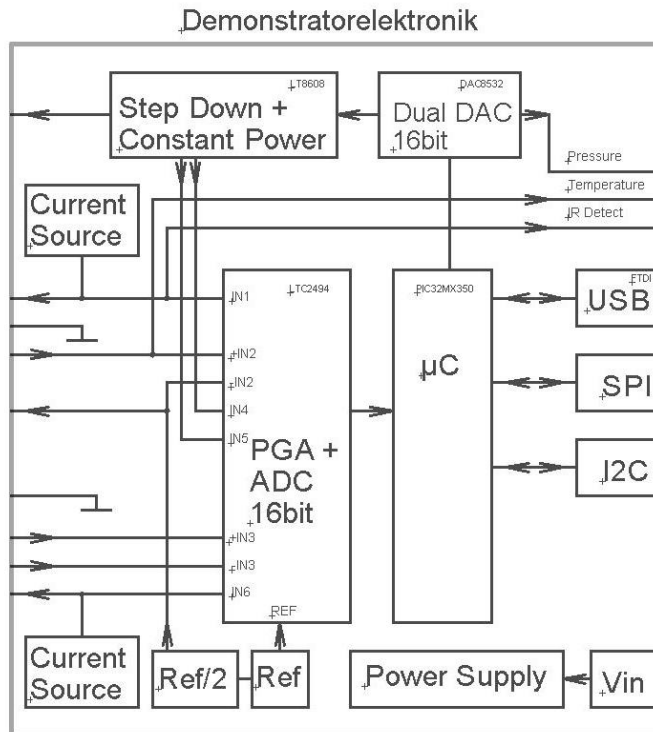 Demonstratorelektronik
LT8608
Step Down +
Constant Power
DAC8532
Dual DAC
16bit
Pressure
Temperature
IR Detect
Current
Source
LTC2494
IN1
+IN2
IN2
IN4
IN5
PGA +
ADC
16bit
+IN3
IN3
IN6
REF
PIC32MX350
µC
FTDI
USB
SPI
I2C
Current
Source
Ref/2
Ref
Power Supply
Vin